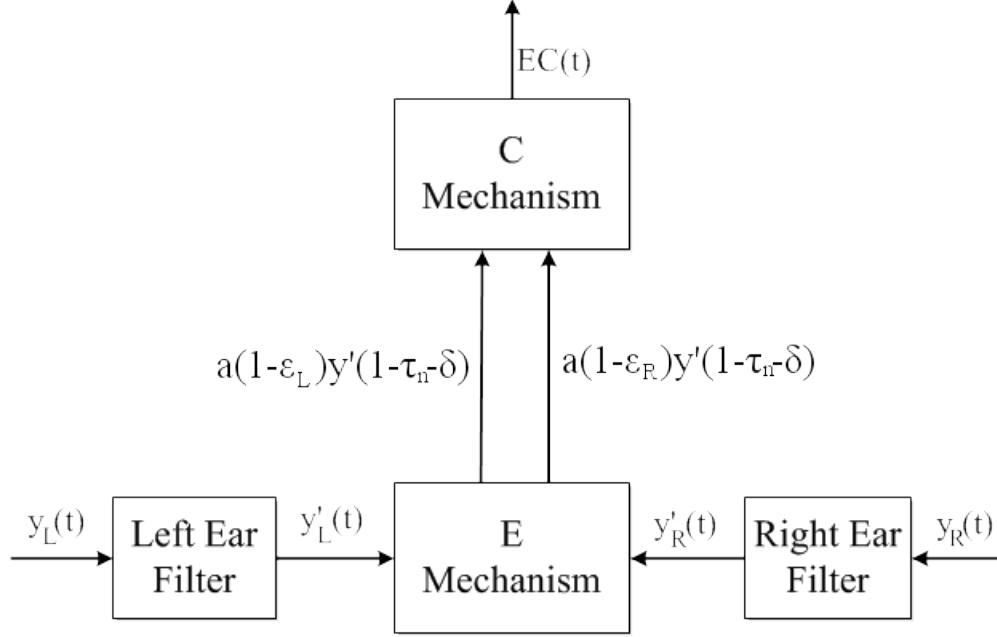 EC(t)
C
Mechanism
a(1-ε_L)y'(1-τ_n-δ)
a(1-ε_R)y'(1-τ_n-δ)
y_L(t)
Left Ear
Filter
y'_L(t)
E
Mechanism
y'_R(t)
Right Ear
Filter
y_R(t)